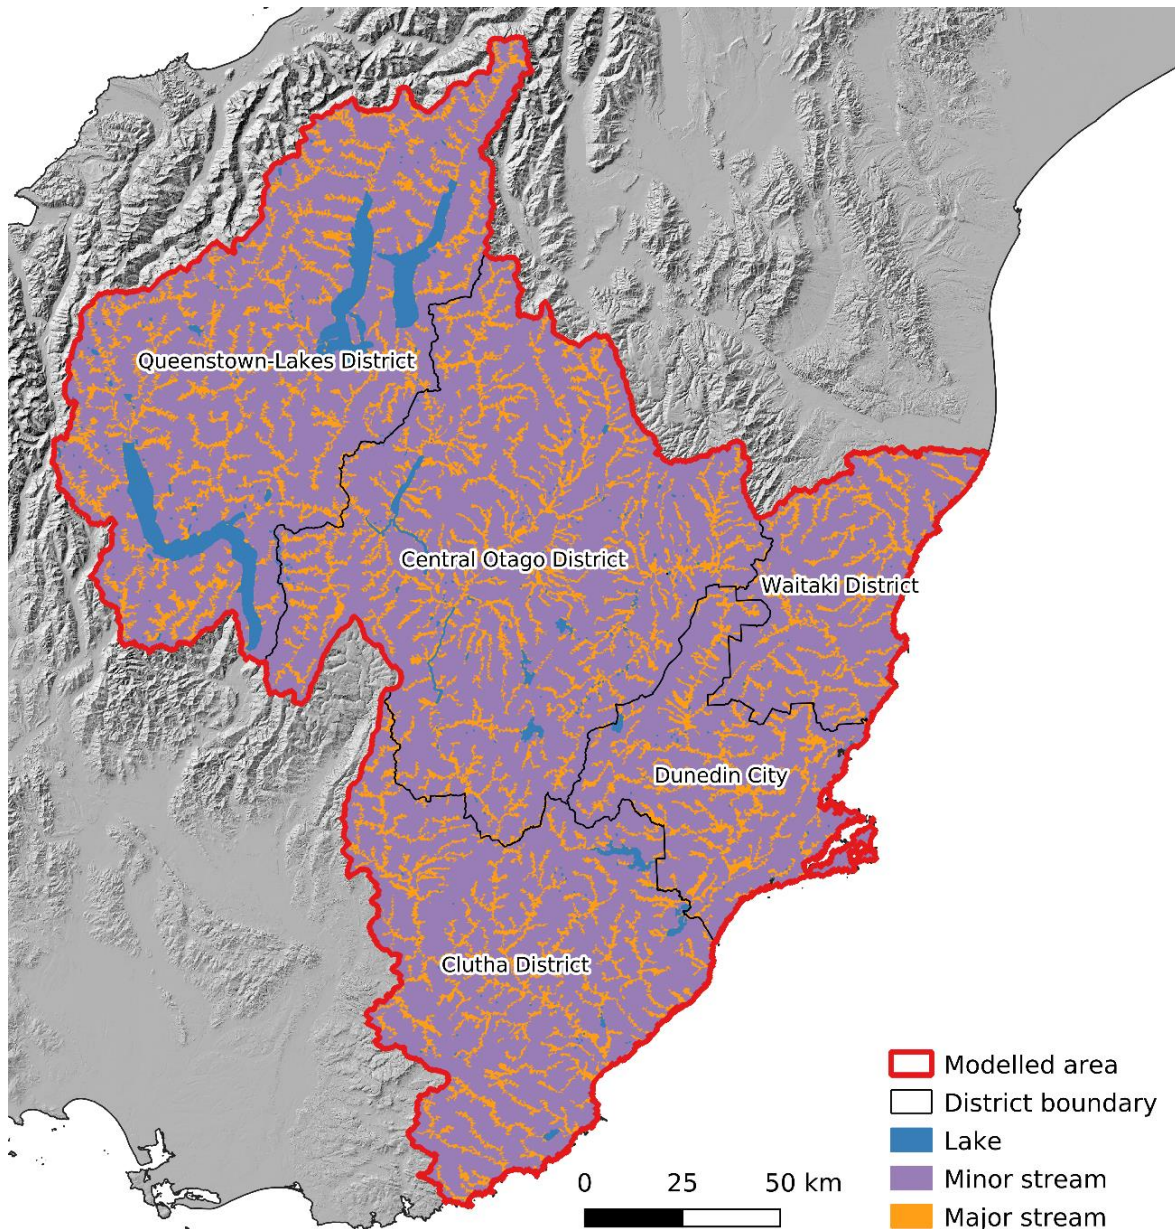 Queenstown-Lakes District
Central Otago District
Waitaki District
Dunedin City
Clutha District
Modelled area
District boundary
Lake
Minor stream
Major stream
0 25 50 km